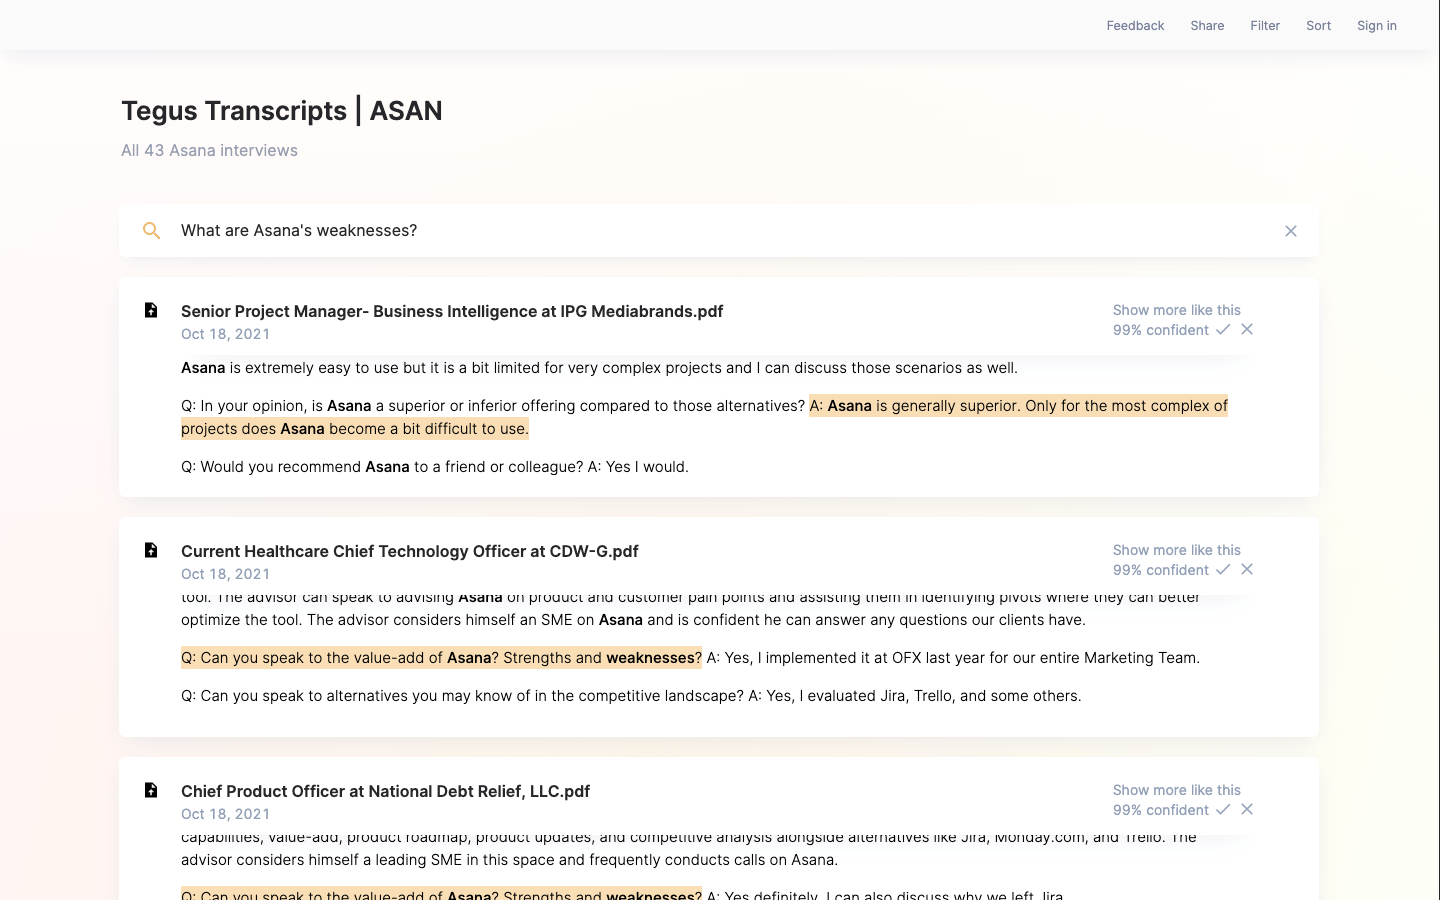 Feedback Share Filter Sort Sign in
Tegus Transcripts | ASAN
All 43 Asana interviews
What are Asana's weaknesses?
Senior Project Manager- Business Intelligence at IPG Mediabrands.pdf
Show more like this
Oct 18, 2021
99% confident
Asana is extremely easy to use but it is a bit limited for very complex projects and I can discuss those scenarios as well.
Q: In your opinion, is Asana a superior or inferior offering compared to those alternatives? A: Asana is generally superior. Only for the most complex of
projects does Asana become a bit difficult to use.
Q: Would you recommend Asana to a friend or colleague? A: Yes I would.
Current Healthcare Chief Technology Officer at CDW-G.pdf
Show more like this
Oct 18, 2021
99% confident
tool. The advisor can speak to advising Asana on product and customer pain points and assisting them in identifying pivots where they can better
optimize the tool. The advisor considers himself an SME on Asana and is confident he can answer any questions our clients have.
Q: Can you speak to the value-add of Asana? Strengths and weaknesses? A: Yes, I implemented it at OFX last year for our entire Marketing Team.
Q: Can you speak to alternatives you may know of in the competitive landscape? A: Yes, I evaluated Jira, Trello, and some others.
Chief Product Officer at National Debt Relief, LLC.pdf
Show more like this
Oct 18, 2021
99% confident
capabilities, value-add, product roadmap, product updates, and competitive analysis alongside alternatives like Jira, Monday.com, and Trello. The
advisor considers himself a leading SME in this space and frequently conducts calls on Asana.
Q: Can you speak to the value-add of Asana? Strengths and weaknesses? A: Yes definitely. I can also discuss why we left Jira.